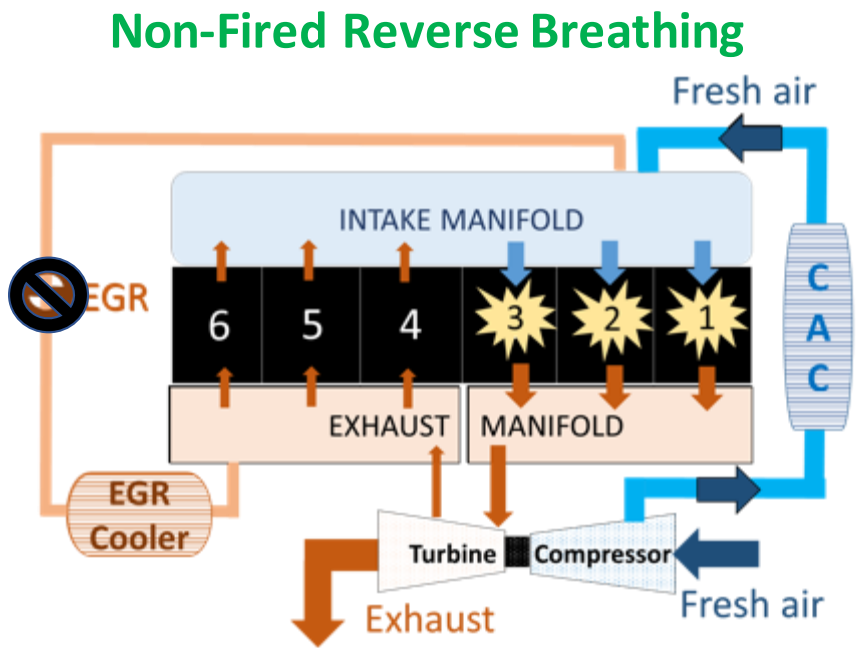 Non-Fired Reverse Breathing
Fresh air
INTAKE MANIFOLD
EGR
6
5
4
3
2
1
C
A
C
EXHAUST
MANIFOLD
EGR
Cooler
Turbine
Compressor
Fresh air
Exhaust